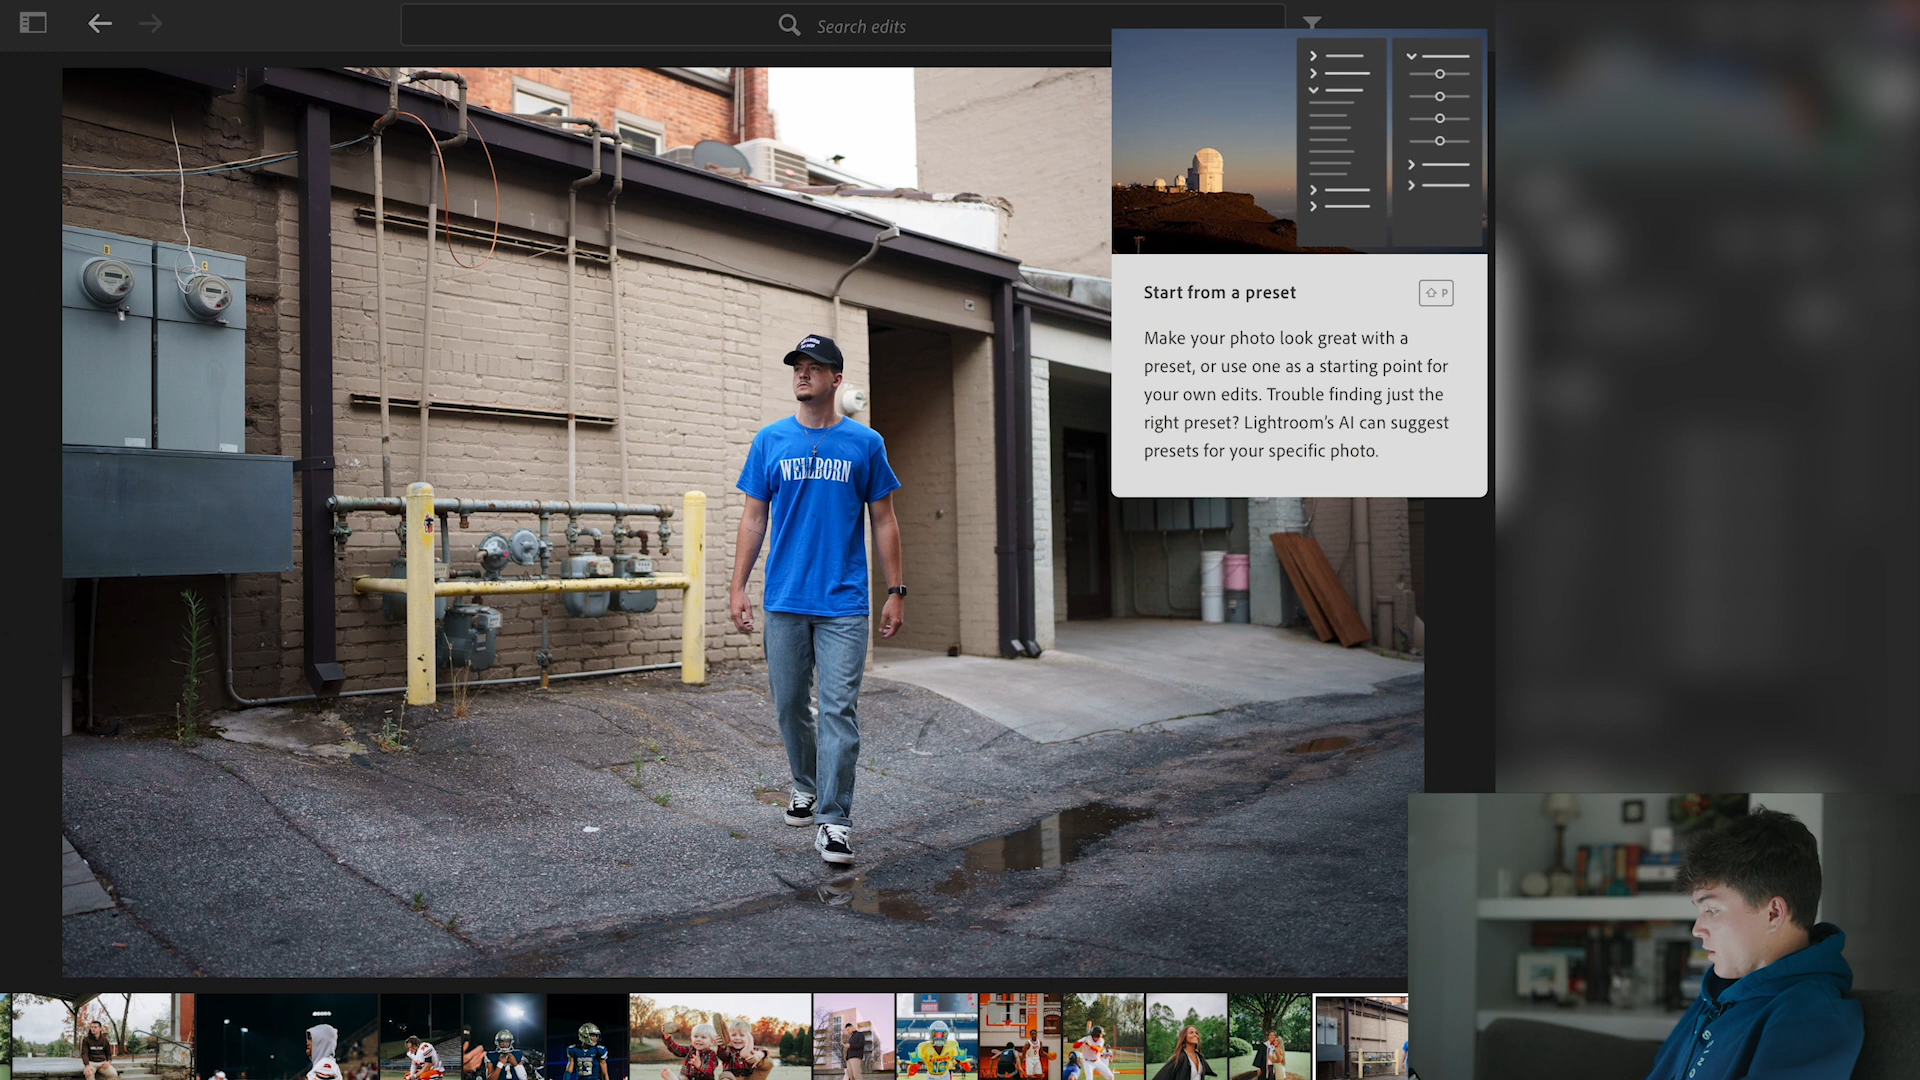 Search edits
Start from a preset
P
Make your photo look great with a
preset, or use one as a starting point for
your own edits. Trouble finding just the
right preset? Lightroom’s AI can suggest
presets for your specific photo.
WELLBORN